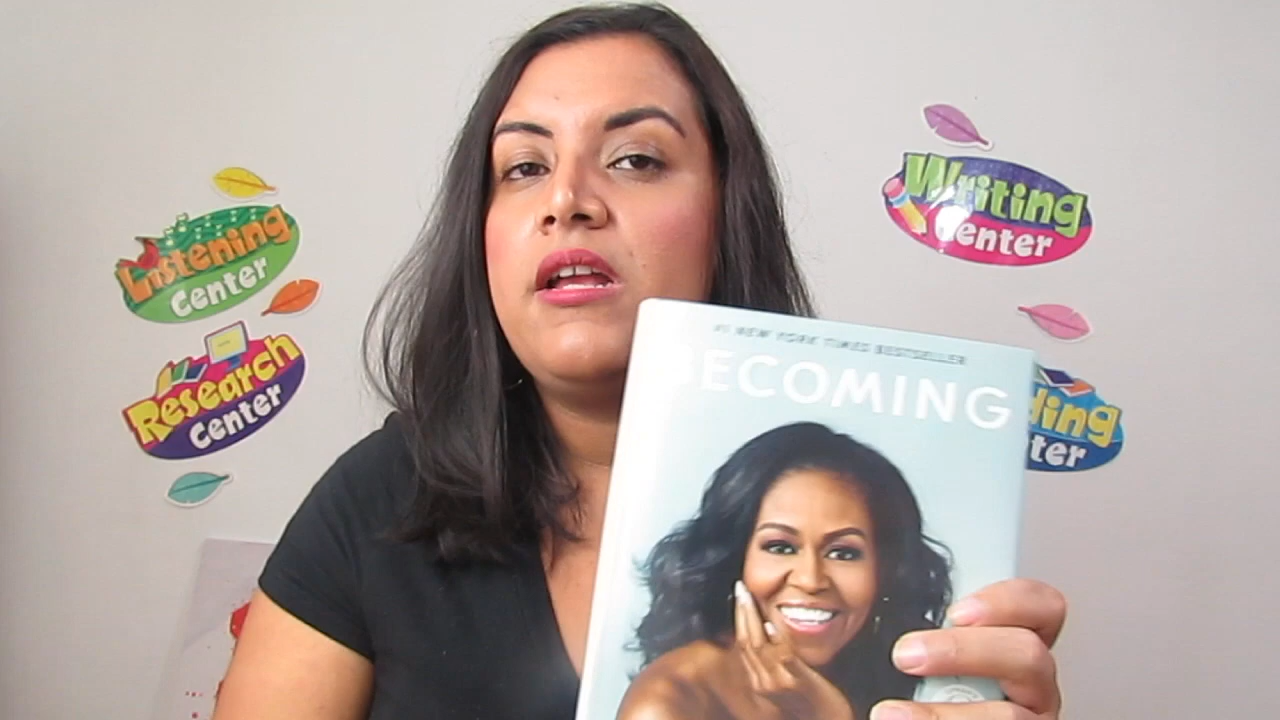 Listening
Center
Research
Center
Writing
Center
ding
ter
#1 NEW YORK TIMES BESTSELLER
ECOMING